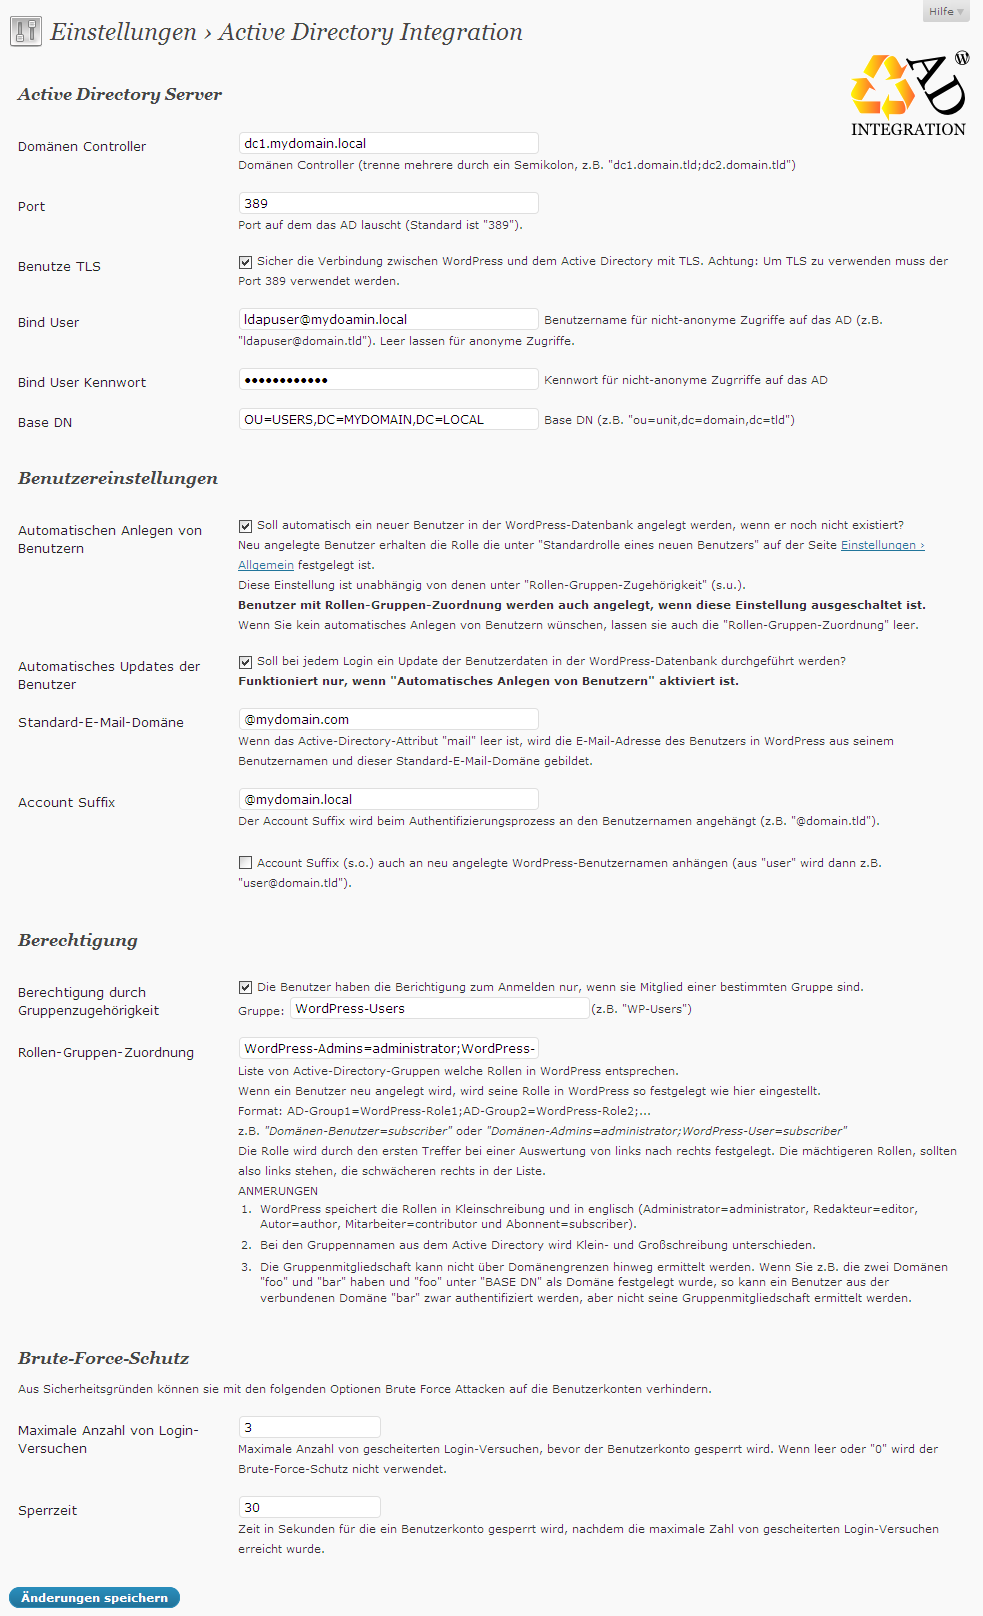 Hilfe
Einstellungen › Active Directory Integration
AD
W
INTEGRATION
Active Directory Server
Domänen Controller
dc1.mydomain.local
Domänen Controller (trenne mehrere durch ein Semikolon, z.B. "dc1.domain.tld;dc2.domain.tld")
Port
389
Port auf dem das AD lauscht (Standard ist "389").
Benutze TLS
Sicher die Verbindung zwischen WordPress und dem Active Directory mit TLS. Achtung: Um TLS zu verwenden muss der
Port 389 verwendet werden.
Bind User
ldapuser@mydoamin.local
Benutzername für nicht-anonyme Zugriffe auf das AD (z.B.
"ldapuser@domain.tld"). Leer lassen für anonyme Zugriffe.
Bind User Kennwort
••••••••••••
Kennwort für nicht-anonyme Zugrriffe auf das AD
Base DN
OU=USERS,DC=MYDOMAIN,DC=LOCAL
Base DN (z.B. "ou=unit,dc=domain,dc=tld")
Benutzereinstellungen
Automatischen Anlegen von
Benutzern
Soll automatisch ein neuer Benutzer in der WordPress-Datenbank angelegt werden, wenn er noch nicht existiert?
Neu angelegte Benutzer erhalten die Rolle die unter "Standardrolle eines neuen Benutzers" auf der Seite Einstellungen ›
Allgemein festgelegt ist.
Diese Einstellung ist unabhängig von denen unter "Rollen-Gruppen-Zugehörigkeit" (s.u.).
Benutzer mit Rollen-Gruppen-Zuordnung werden auch angelegt, wenn diese Einstellung ausgeschaltet ist.
Wenn Sie kein automatisches Anlegen von Benutzern wünschen, lassen sie auch die "Rollen-Gruppen-Zuordnung" leer.
Automatisches Updates der
Benutzer
Soll bei jedem Login ein Update der Benutzerdaten in der WordPress-Datenbank durchgeführt werden?
Funktioniert nur, wenn "Automatisches Anlegen von Benutzern" aktiviert ist.
Standard-E-Mail-Domäne
@mydomain.com
Wenn das Active-Directory-Attribut "mail" leer ist, wird die E-Mail-Adresse des Benutzers in WordPress aus seinem
Benutzernamen und dieser Standard-E-Mail-Domäne gebildet.
Account Suffix
@mydomain.local
Der Account Suffix wird beim Authentifizierungsprozess an den Benutzernamen angehängt (z.B. "@domain.tld").
Account Suffix (s.o.) auch an neu angelegte WordPress-Benutzernamen anhängen (aus "user" wird dann z.B.
"user@domain.tld").
Berechtigung
Berechtigung durch
Gruppenzugehörigkeit
Die Benutzer haben die Berichtigung zum Anmelden nur, wenn sie Mitglied einer bestimmten Gruppe sind.
Gruppe: WordPress-Users (z.B. "WP-Users")
Rollen-Gruppen-Zuordnung
WordPress-Admins=administrator;WordPress-
Liste von Active-Directory-Gruppen welche Rollen in WordPress entsprechen.
Wenn ein Benutzer neu angelegt wird, wird seine Rolle in WordPress so festgelegt wie hier eingestellt.
Format: AD-Group1=WordPress-Role1;AD-Group2=WordPress-Role2;...
z.B. "Domänen-Benutzer=subscriber" oder "Domänen-Admins=administrator;WordPress-User=subscriber"
Die Rolle wird durch den ersten Treffer bei einer Auswertung von links nach rechts festgelegt. Die mächtigeren Rollen, sollten
also links stehen, die schwächeren rechts in der Liste.
ANMERUNGEN
1. WordPress speichert die Rollen in Kleinschreibung und in englisch (Administrator=administrator, Redakteur=editor,
Autor=author, Mitarbeiter=contributor und Abonnent=subscriber).
2. Bei den Gruppennamen aus dem Active Directory wird Klein- und Großschreibung unterschieden.
3. Die Gruppenmitgliedschaft kann nicht über Domänengrenzen hinweg ermittelt werden. Wenn Sie z.B. die zwei Domänen
"foo" und "bar" haben und "foo" unter "BASE DN" als Domäne festgelegt wurde, so kann ein Benutzer aus der
verbundenen Domäne "bar" zwar authentifiziert werden, aber nicht seine Gruppenmitgliedschaft ermittelt werden.
Brute-Force-Schutz
Aus Sicherheitsgründen können sie mit den folgenden Optionen Brute Force Attacken auf die Benutzerkonten verhindern.
Maximale Anzahl von Login-
Versuchen
3
Maximale Anzahl von gescheiterten Login-Versuchen, bevor der Benutzerkonto gesperrt wird. Wenn leer oder "0" wird der
Brute-Force-Schutz nicht verwendet.
Sperrzeit
30
Zeit in Sekunden für die ein Benutzerkonto gesperrt wird, nachdem die maximale Zahl von gescheiterten Login-Versuchen
erreicht wurde.
Änderungen speichern